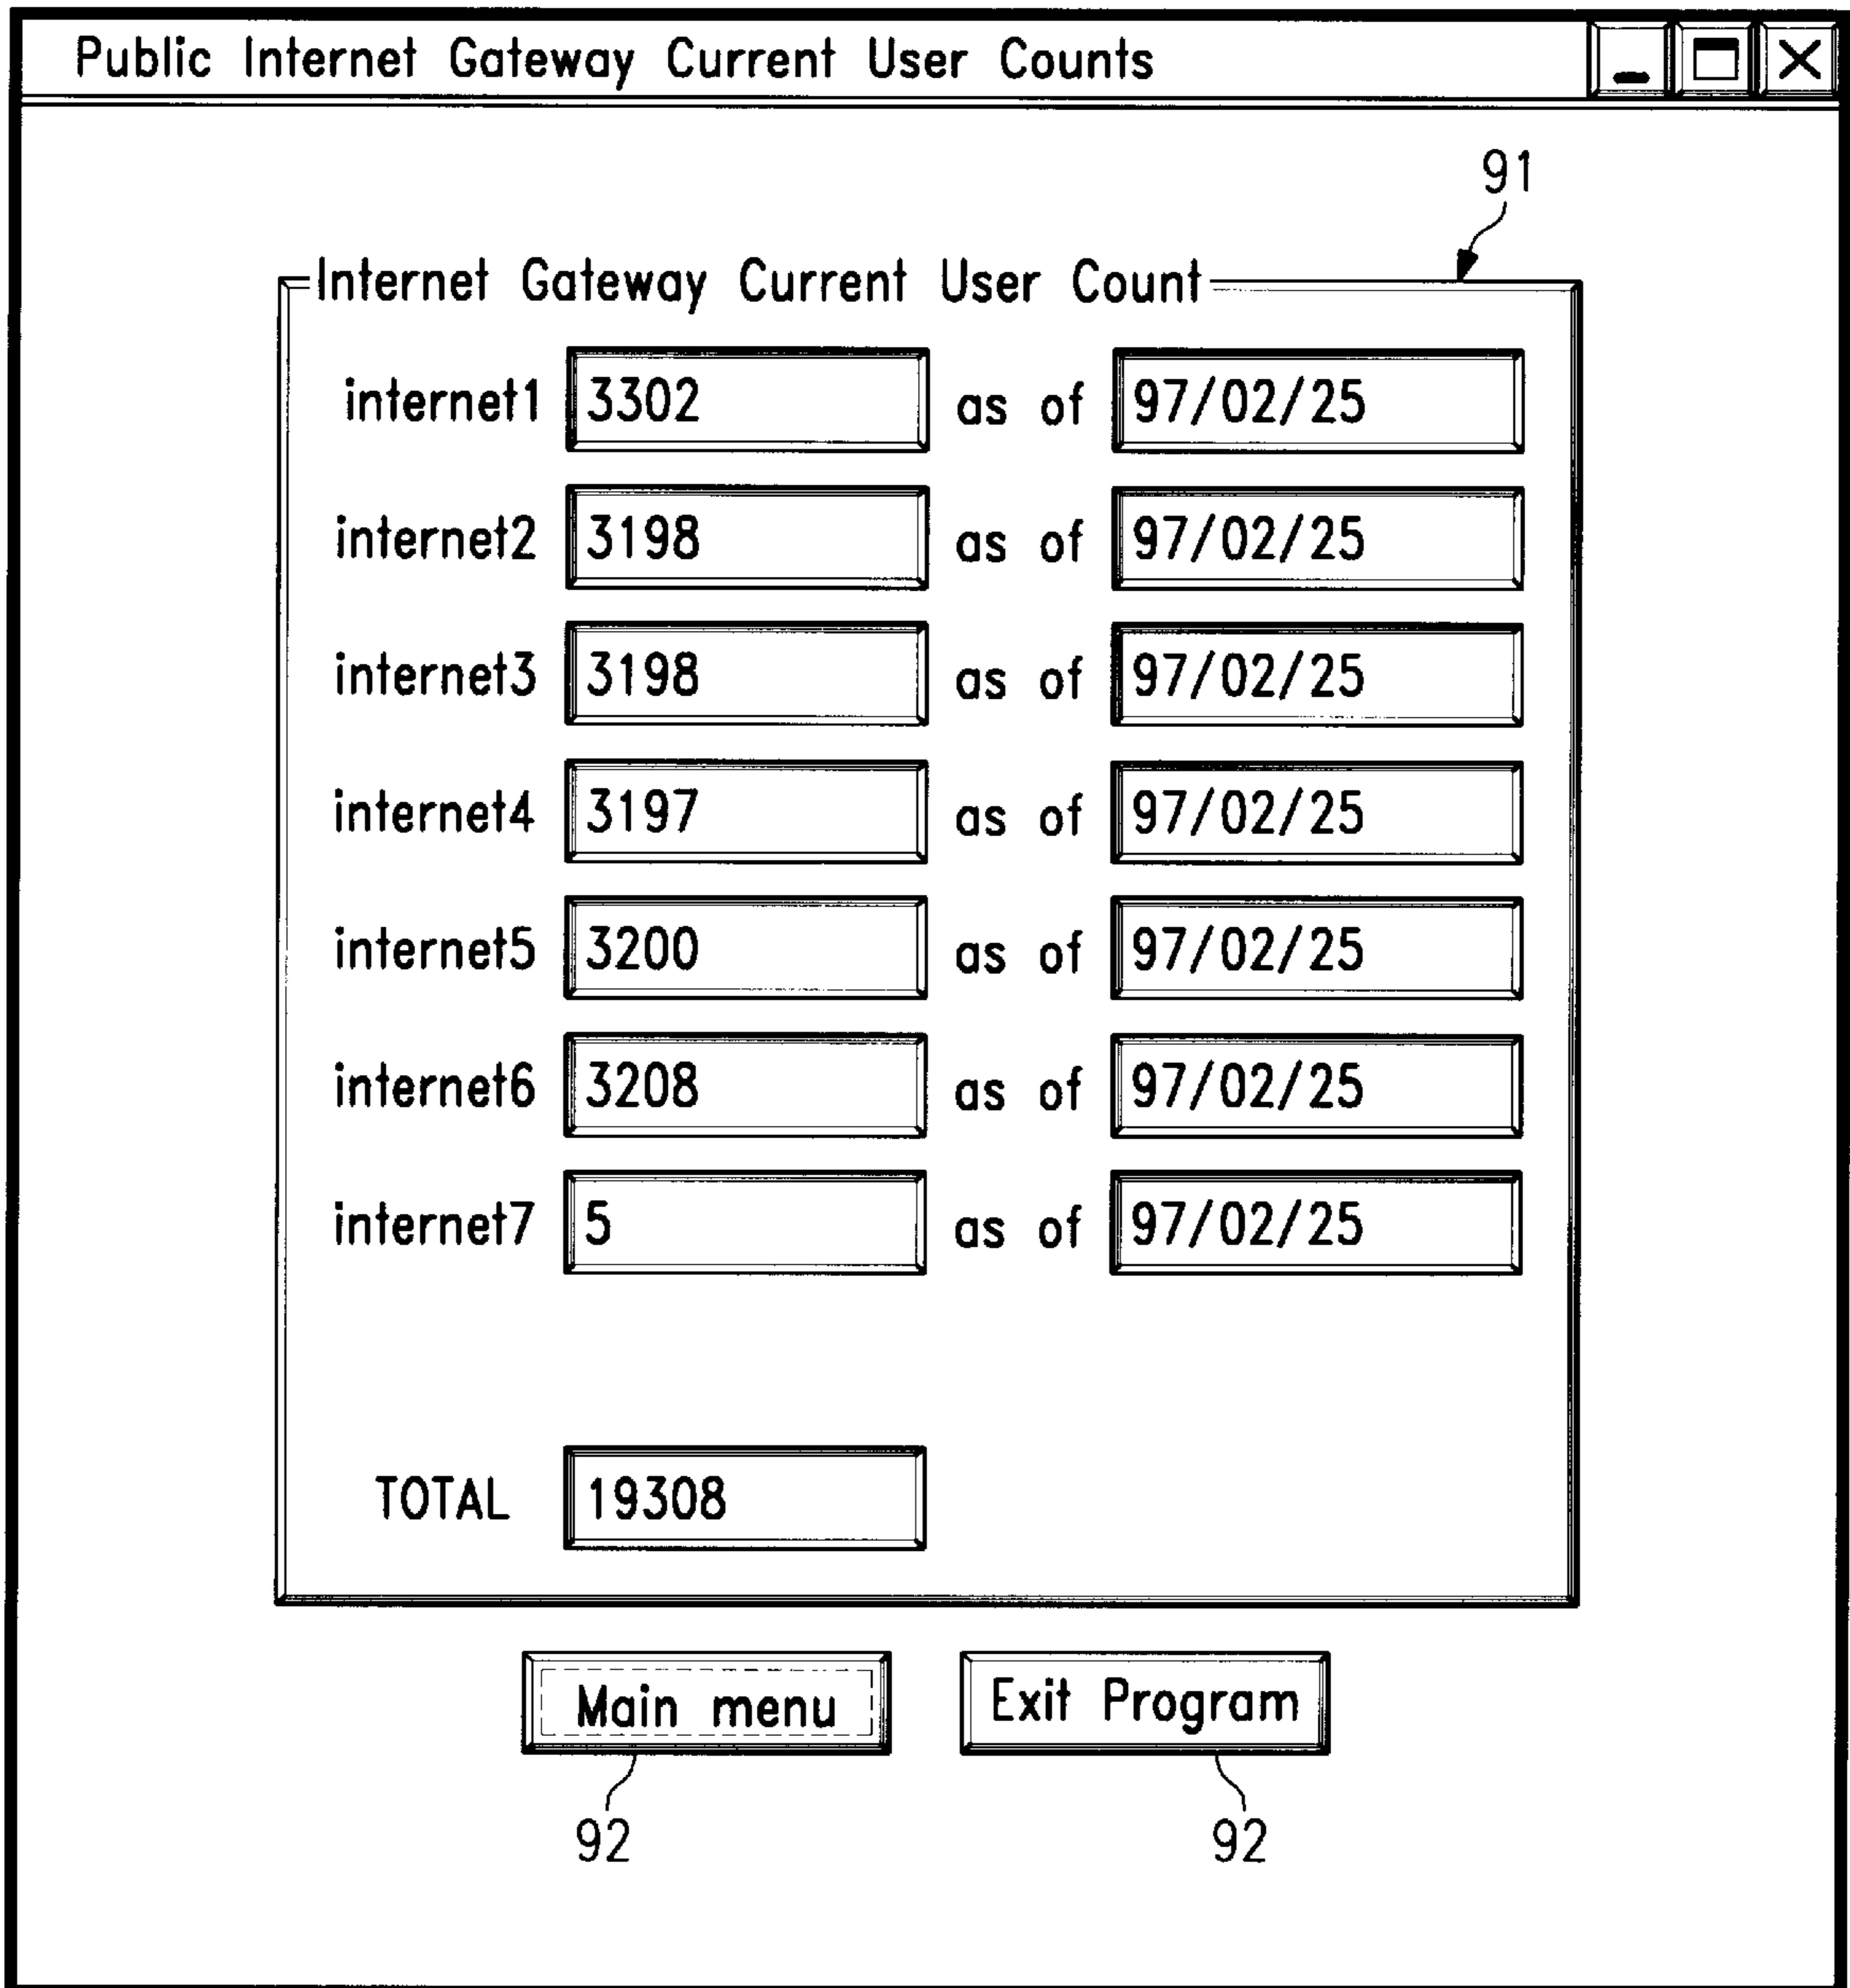 Public Internet Gateway Current User Counts
91
Internet Gateway Current User Count
internet1 3302 as of 97/02/25
internet2 3198 as of 97/02/25
internet3 3198 as of 97/02/25
internet4 3197 as of 97/02/25
internet5 3200 as of 97/02/25
internet6 3208 as of 97/02/25
internet7 5 as of 97/02/25
TOTAL 19308
Main menu Exit Program
92 92